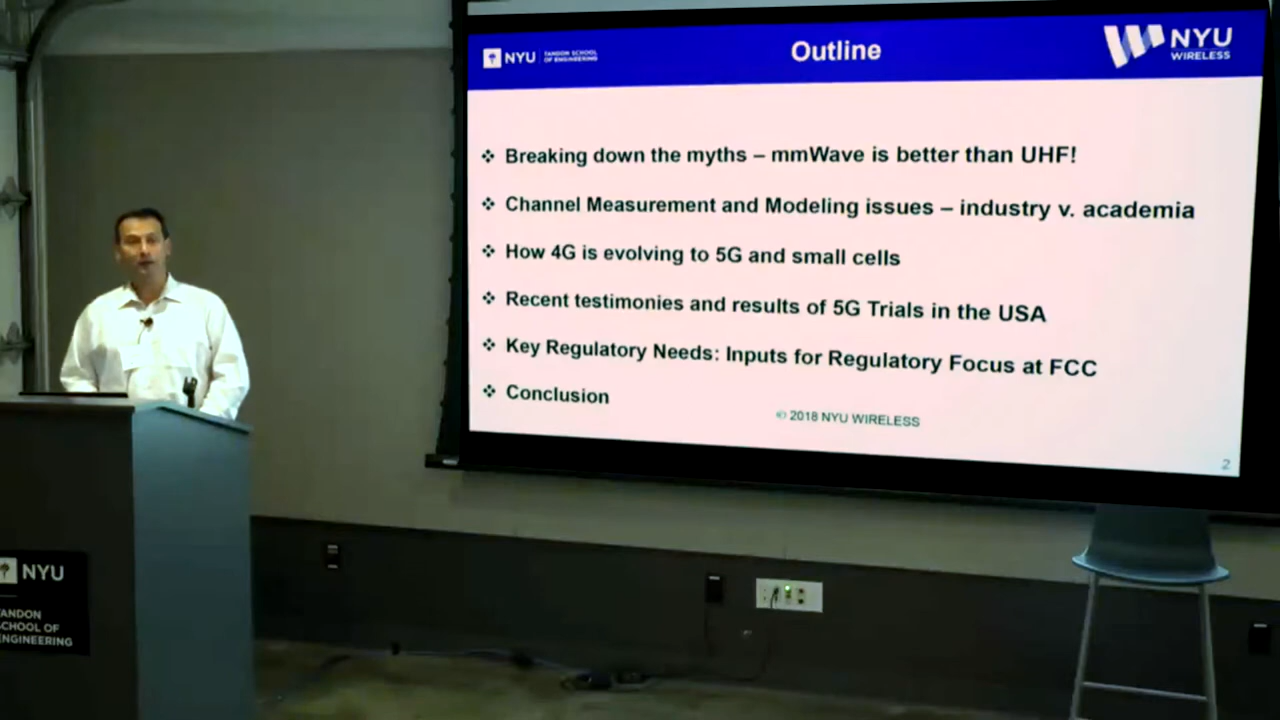 NYU
TANDON SCHOOL
OF ENGINEERING
Outline
NYU
WIRELESS
❖ Breaking down the myths – mmWave is better than UHF!
❖ Channel Measurement and Modeling issues – industry v. academia
❖ How 4G is evolving to 5G and small cells
❖ Recent testimonies and results of 5G Trials in the USA
❖ Key Regulatory Needs: Inputs for Regulatory Focus at FCC
❖ Conclusion
© 2018 NYU WIRELESS
2
NYU
TANDON
SCHOOL OF
ENGINEERING